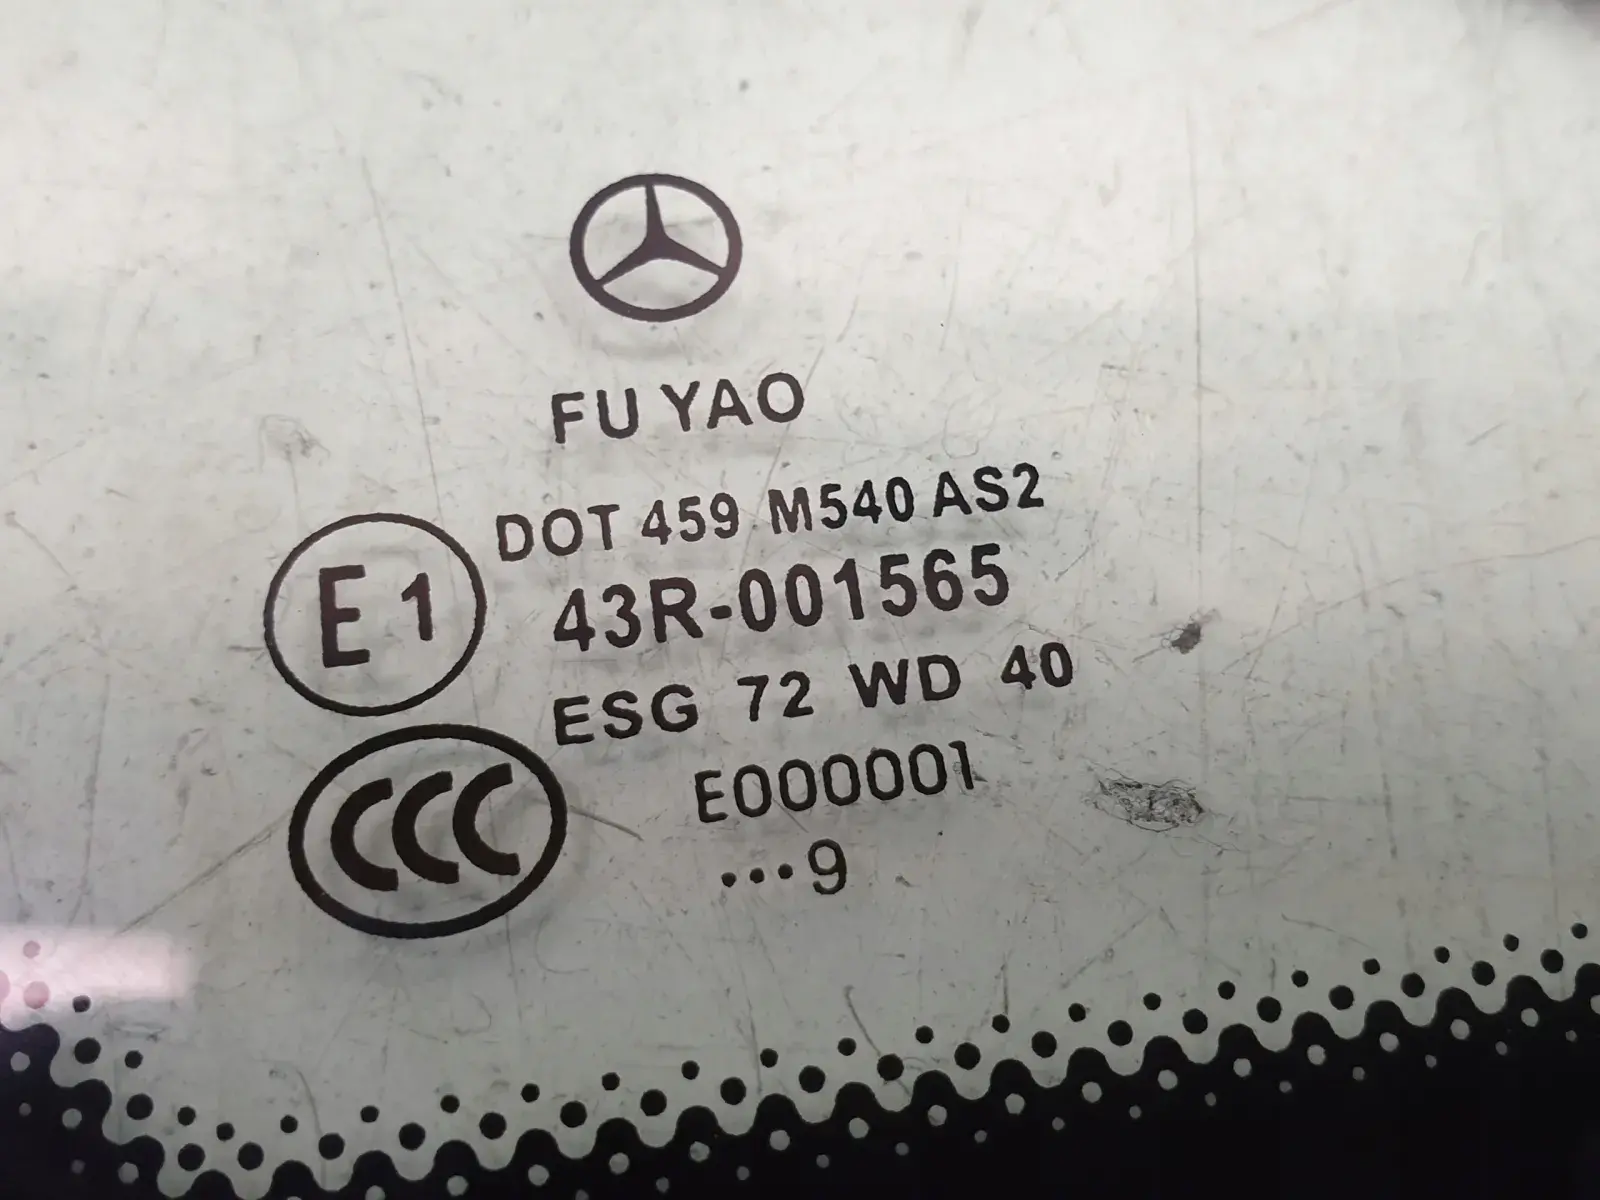 FU YAO
DOT 459 M540 AS2
E1
43R-001565
ESG 72 WD 40
CCC
E000001
...9